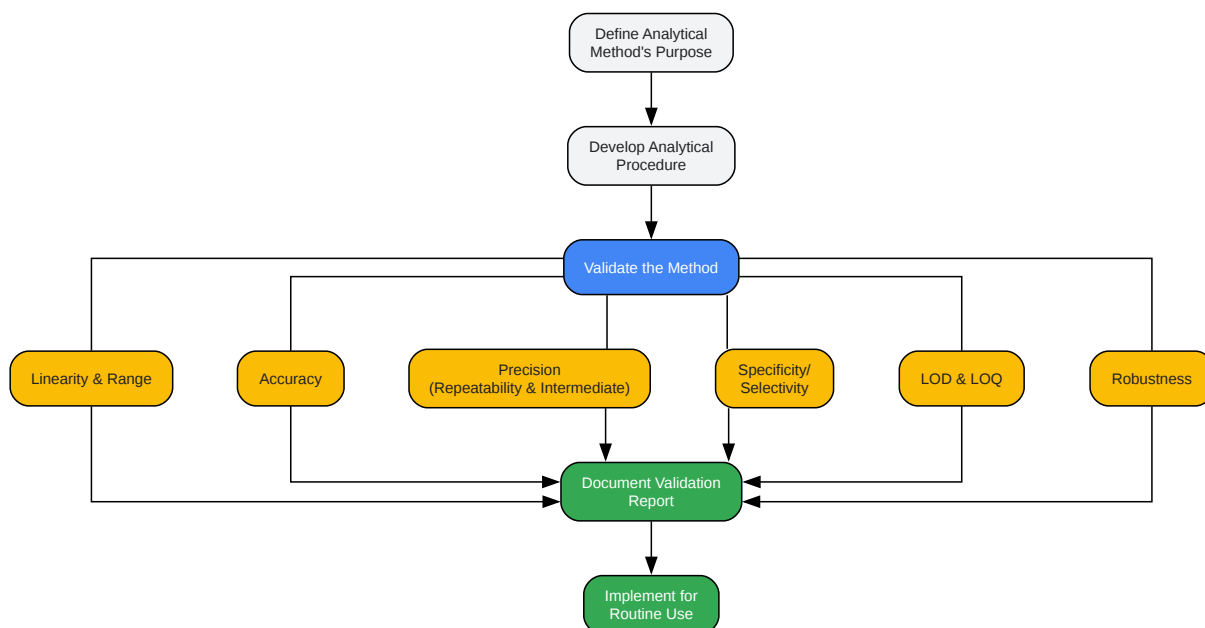 Define Analytical
Method's Purpose
Develop Analytical
Procedure
Validate the Method
Linearity & Range
Accuracy
Precision
(Repeatability & Intermediate)
Specificity/
Selectivity
LOD & LOQ
Robustness
Document Validation
Report
Implement for
Routine Use